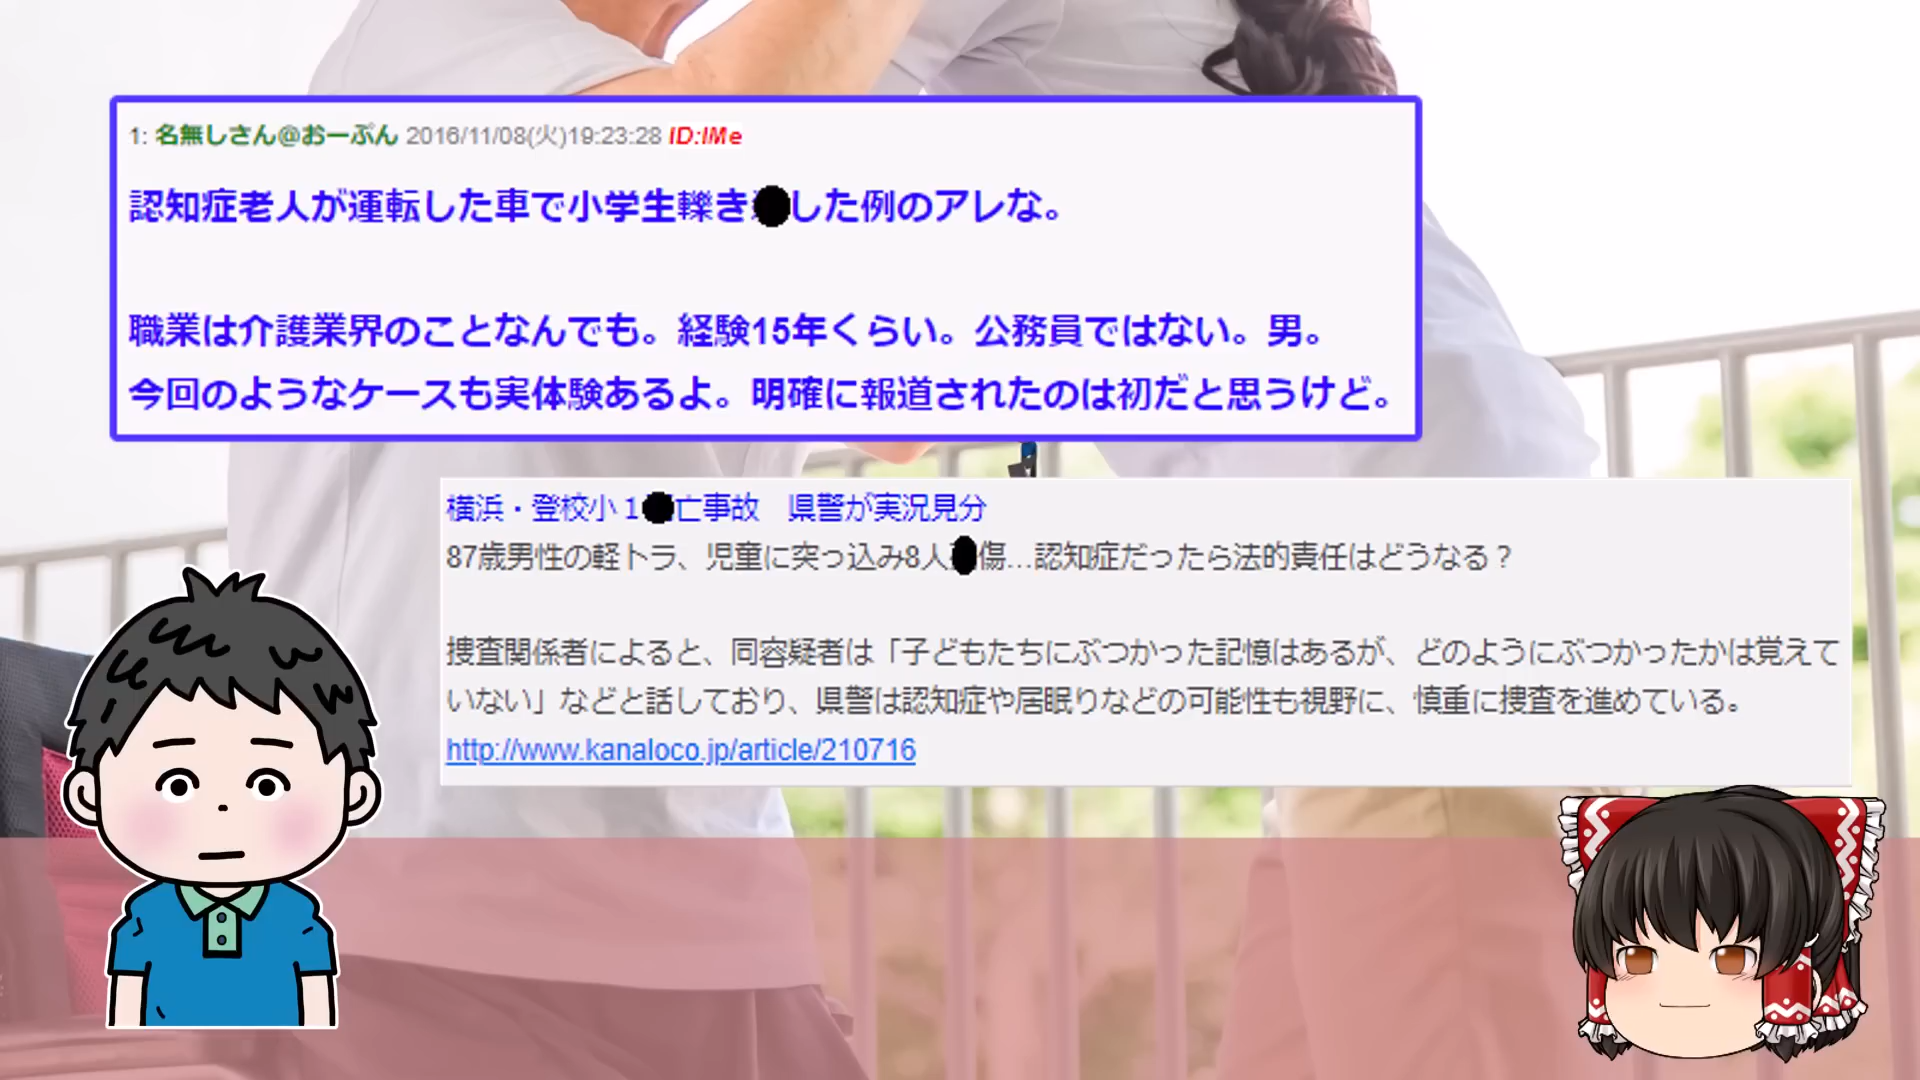 1: 名無しさん@おーぷん 2016/11/08(火)19:23:28 ID:IMe
認知症老人が運転した車で小学生轢き●した例のアレな。
職業は介護業界のことなんでも。経験15年くらい。公務員ではない。男。
今回のようなケースも実体験あるよ。明確に報道されたのは初だと思うけど。
横浜・登校小1●亡事故　県警が実況見分
87歳男性の軽トラ、児童に突っ込み8人●傷…認知症だったら法的責任はどうなる？
捜査関係者によると、同容疑者は「子どもたちにぶつかった記憶はあるが、どのようにぶつかったかは覚えて
いない」などと話しており、県警は認知症や居眠りなどの可能性も視野に、慎重に捜査を進めている。
http://www.kanaloco.jp/article/210716